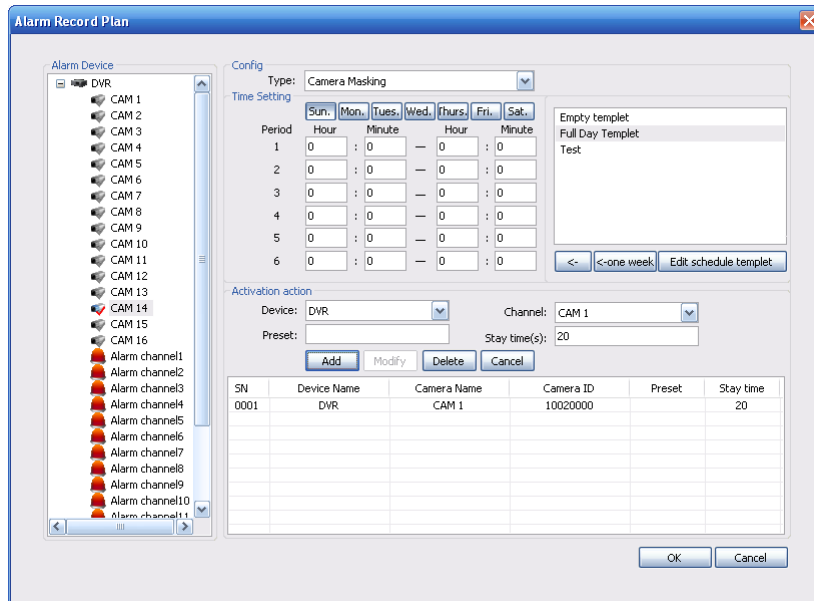 Alarm Record Plan
Alarm Device
DVR
CAM 1
CAM 2
CAM 3
CAM 4
CAM 5
CAM 6
CAM 7
CAM 8
CAM 9
CAM 10
CAM 11
CAM 12
CAM 13
CAM 14
CAM 15
CAM 16
Alarm channel1
Alarm channel2
Alarm channel3
Alarm channel4
Alarm channel5
Alarm channel6
Alarm channel7
Alarm channel8
Alarm channel9
Alarm channel10
Alarm channel11
Config
Type: Camera Masking
Time Setting
Sun. Mon. Tues. Wed. Thurs. Fri. Sat.
Period Hour Minute Hour Minute
1 0 : 0 — 0 : 0
2 0 : 0 — 0 : 0
3 0 : 0 — 0 : 0
4 0 : 0 — 0 : 0
5 0 : 0 — 0 : 0
6 0 : 0 — 0 : 0
Empty templet
Full Day Templet
Test
<- <-one week Edit schedule templet
Activation action
Device: DVR Channel: CAM 1
Preset: Stay time(s): 20
Add Modify Delete Cancel
SN Device Name Camera Name Camera ID Preset Stay time
0001 DVR CAM 1 10020000 20
OK Cancel